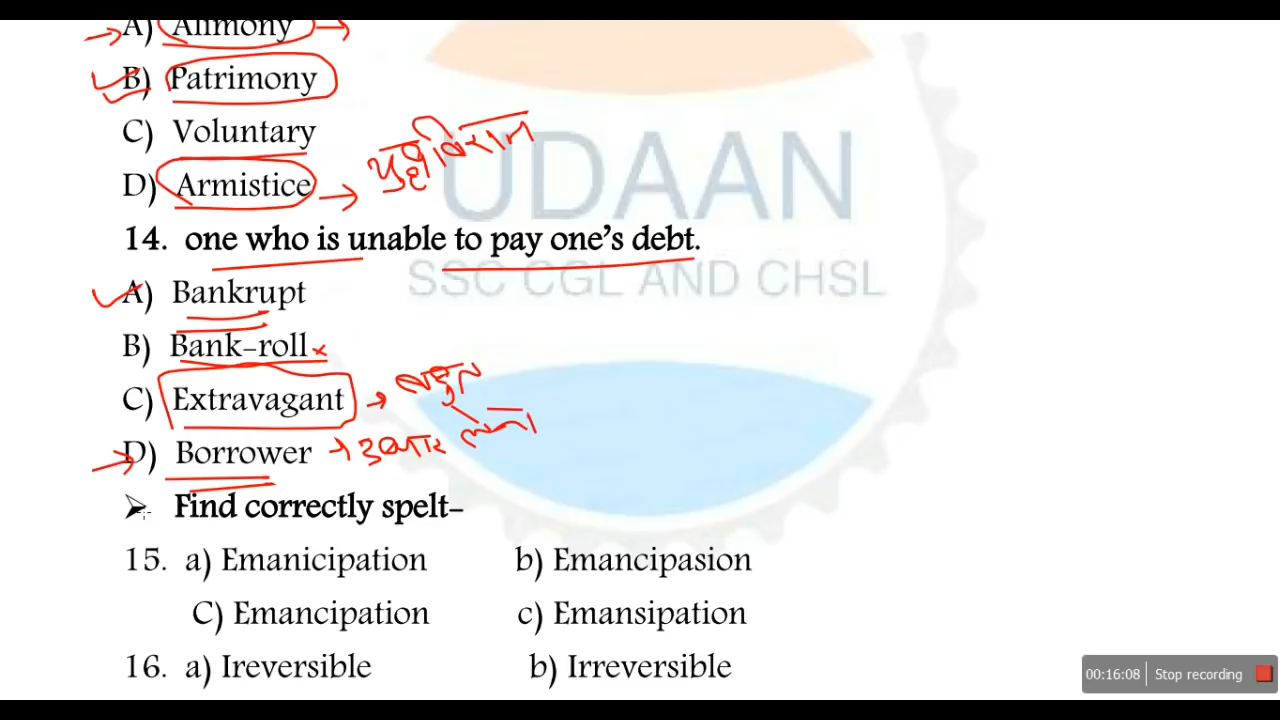 A) Alimony
B) Patrimony
C) Voluntary
D) Armistice → युद्धविराम
14. one who is unable to pay one's debt.
A) Bankrupt
B) Bank-roll ×
C) Extravagant →
D) Borrower → उधार
➢ Find correctly spelt-
15. a) Emanicipation b) Emancipasion
C) Emancipation c) Emansipation
16. a) Ireversible b) Irreversible
UDAAN
SSC CGL AND CHSL
00:16:08 Stop recording